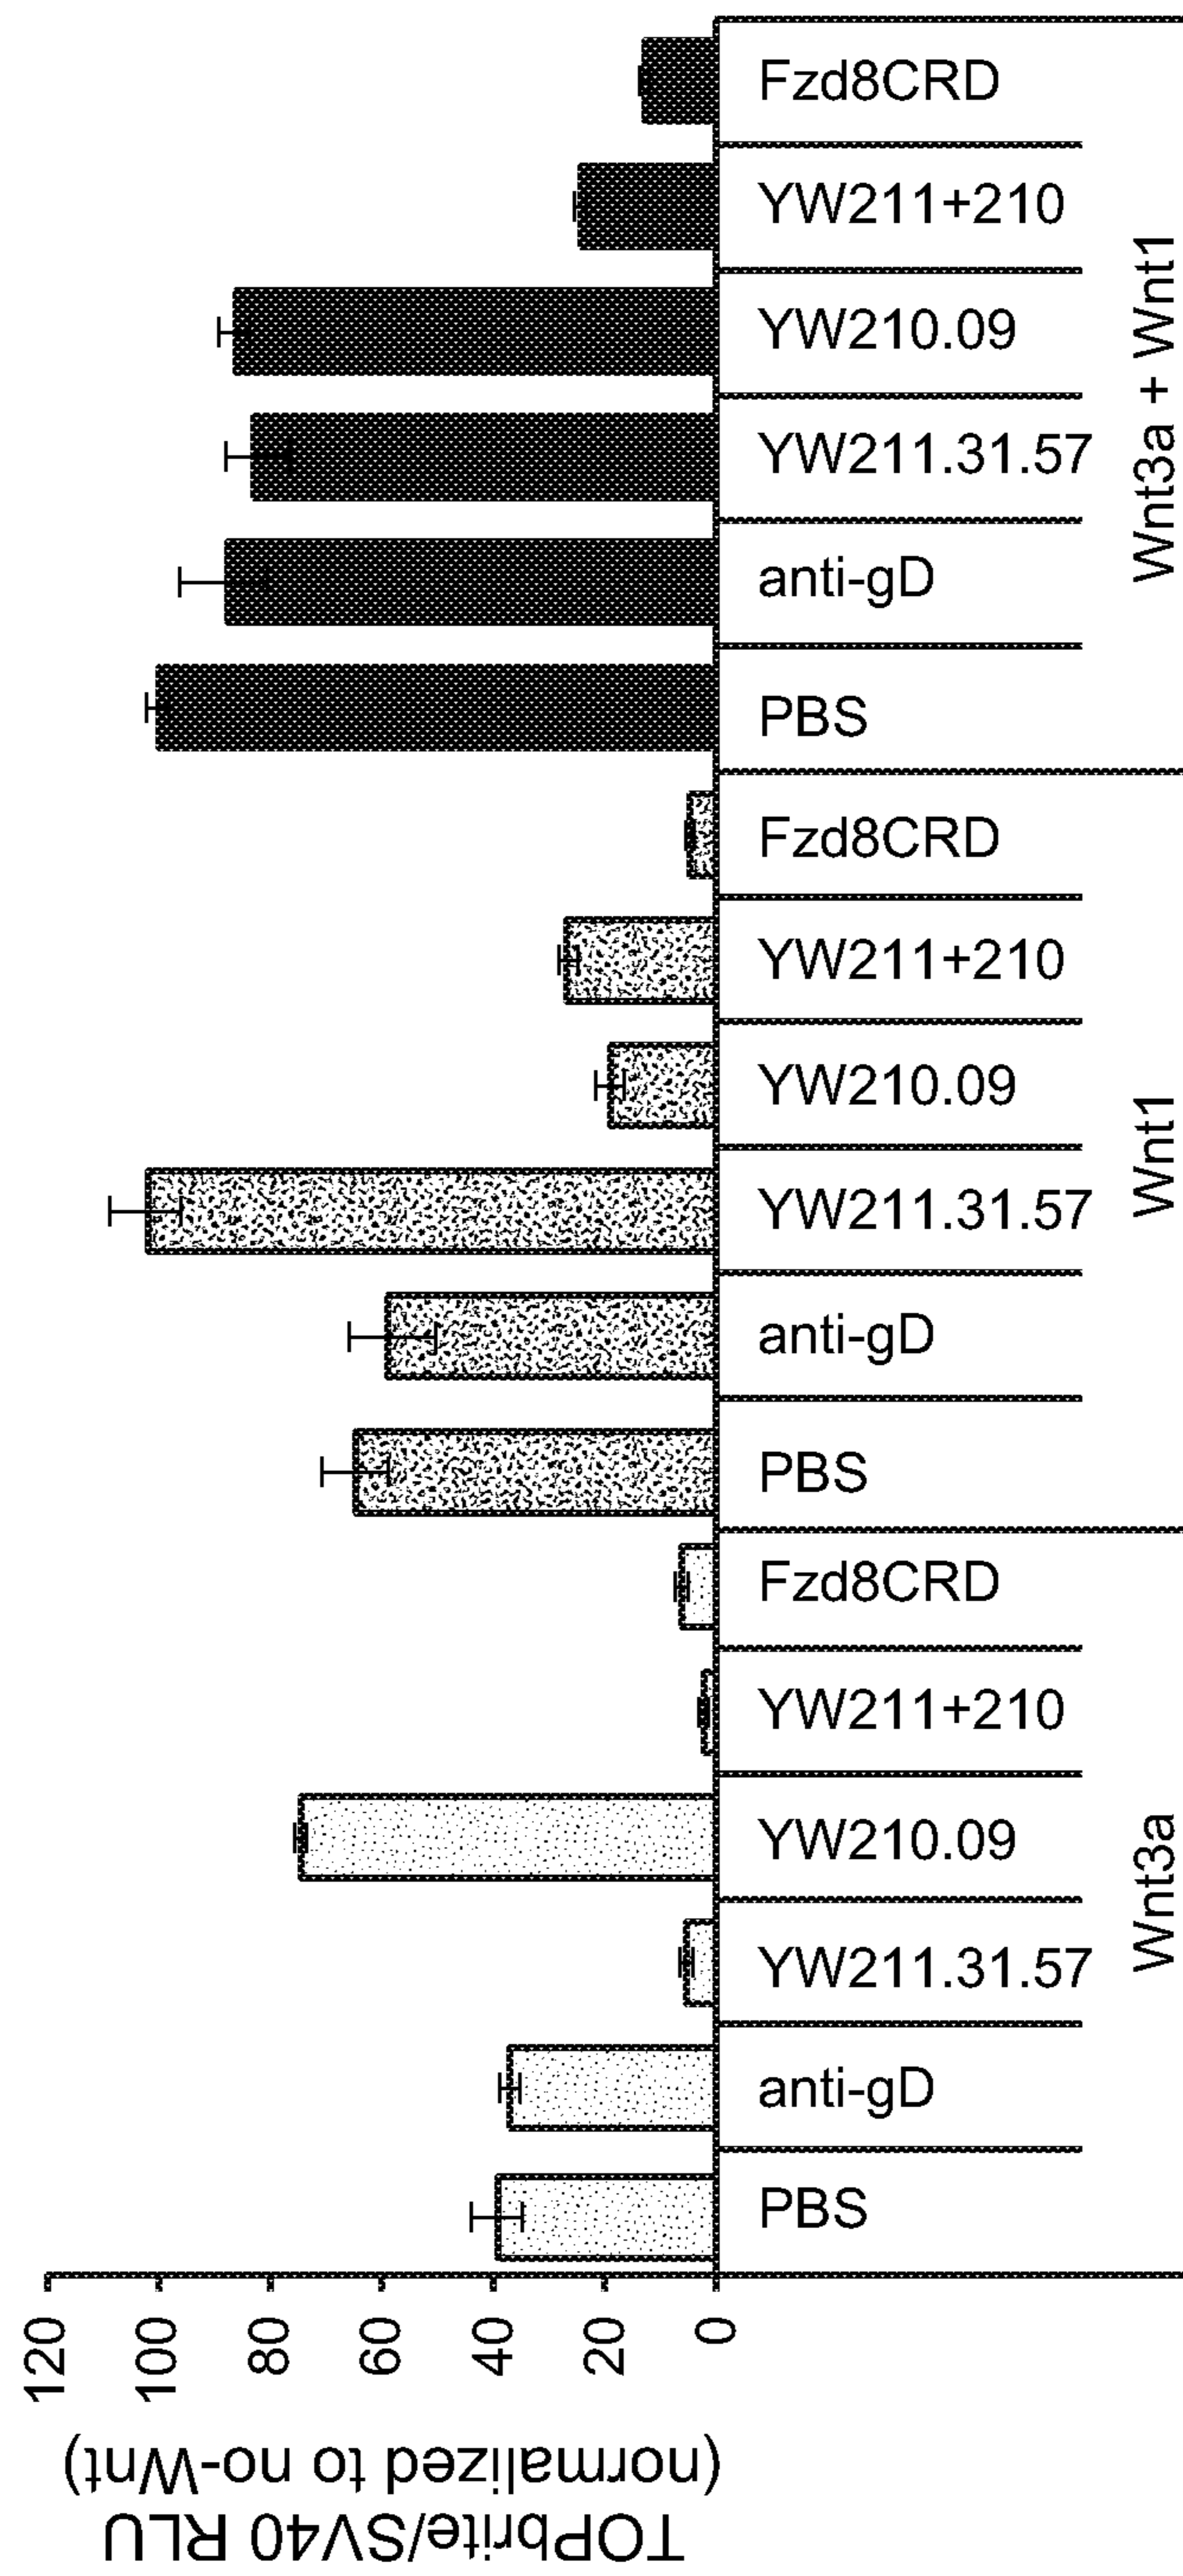 TOPbrite/SV40 RLU
(normalized to no-Wnt)
120
100
80
60
40
20
0
PBS
anti-gD
YW211.31.57
YW210.09
YW211+210
Fzd8CRD
PBS
anti-gD
YW211.31.57
YW210.09
YW211+210
Fzd8CRD
PBS
anti-gD
YW211.31.57
YW210.09
YW211+210
Fzd8CRD
Wnt3a
Wnt1
Wnt3a + Wnt1